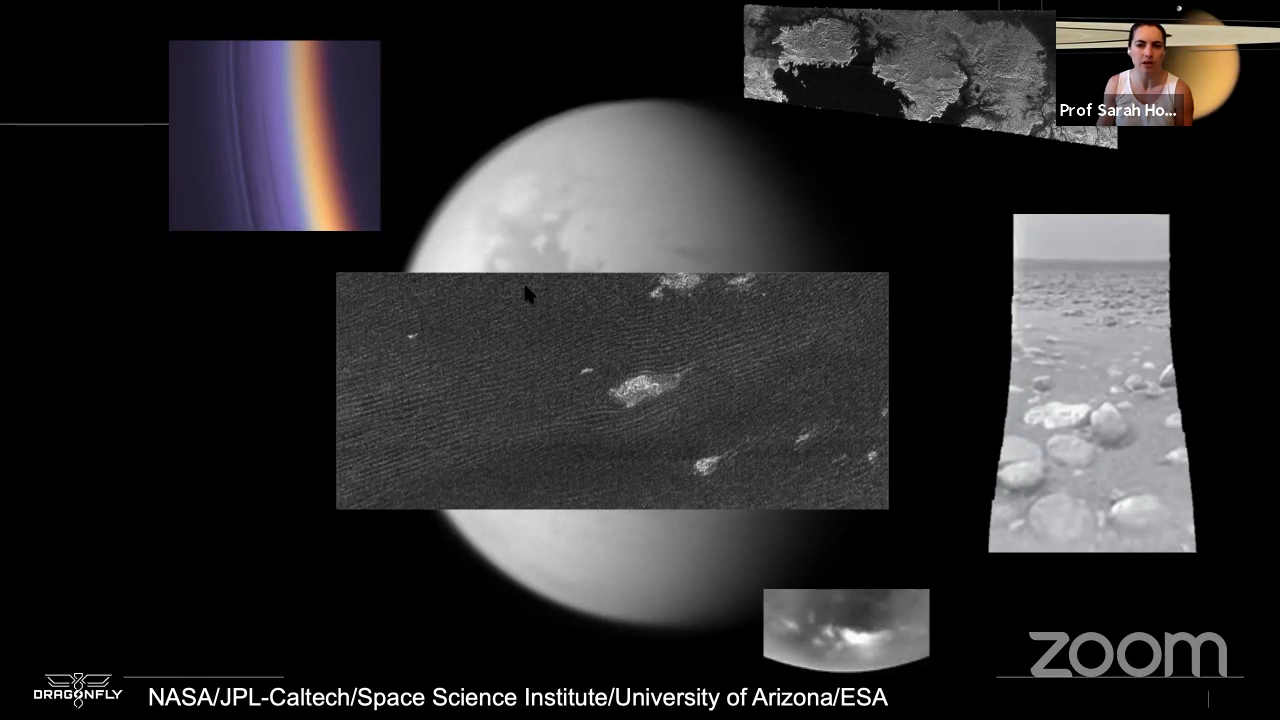 Prof Sarah Ho...
zoom
DRAGONFLY
NASA/JPL-Caltech/Space Science Institute/University of Arizona/ESA